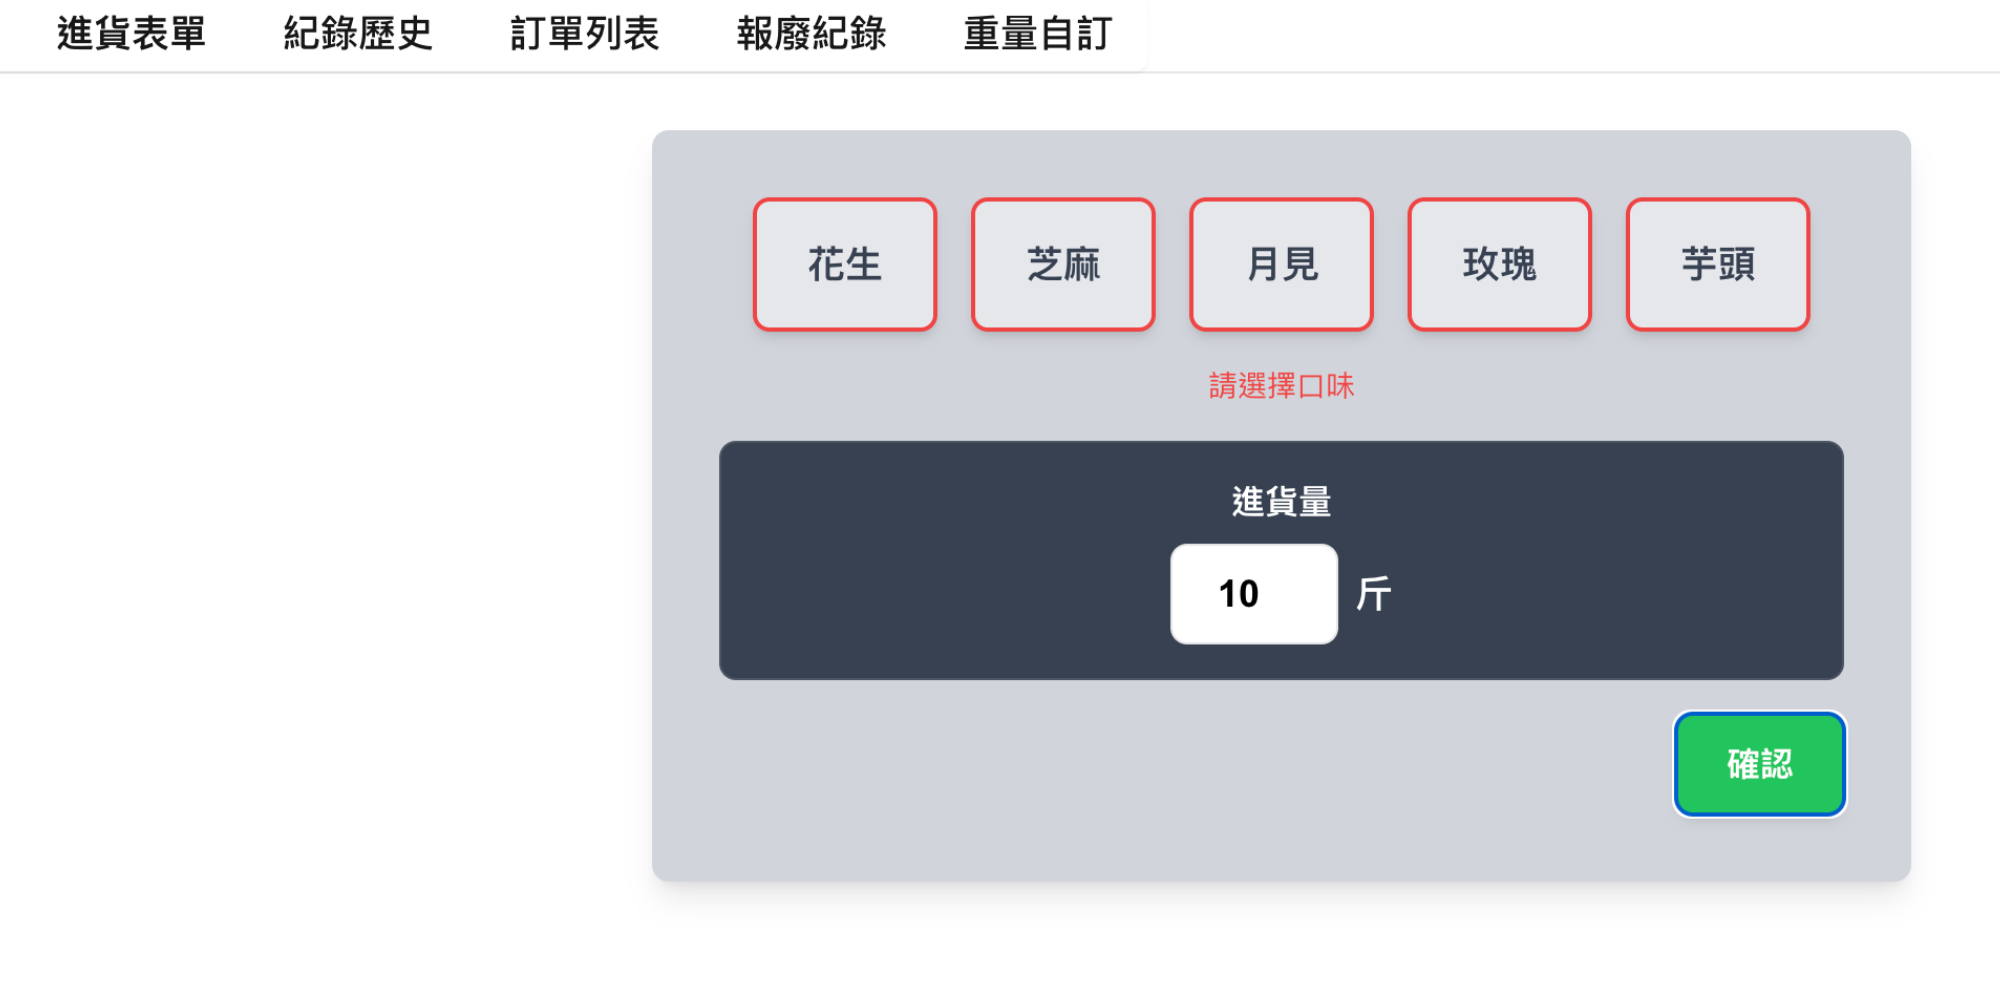 進貨表單 紀錄歷史 訂單列表 報廢紀錄 重量自訂
花生 芝麻 月見 玫瑰 芋頭
請選擇口味
進貨量
10 斤
確認